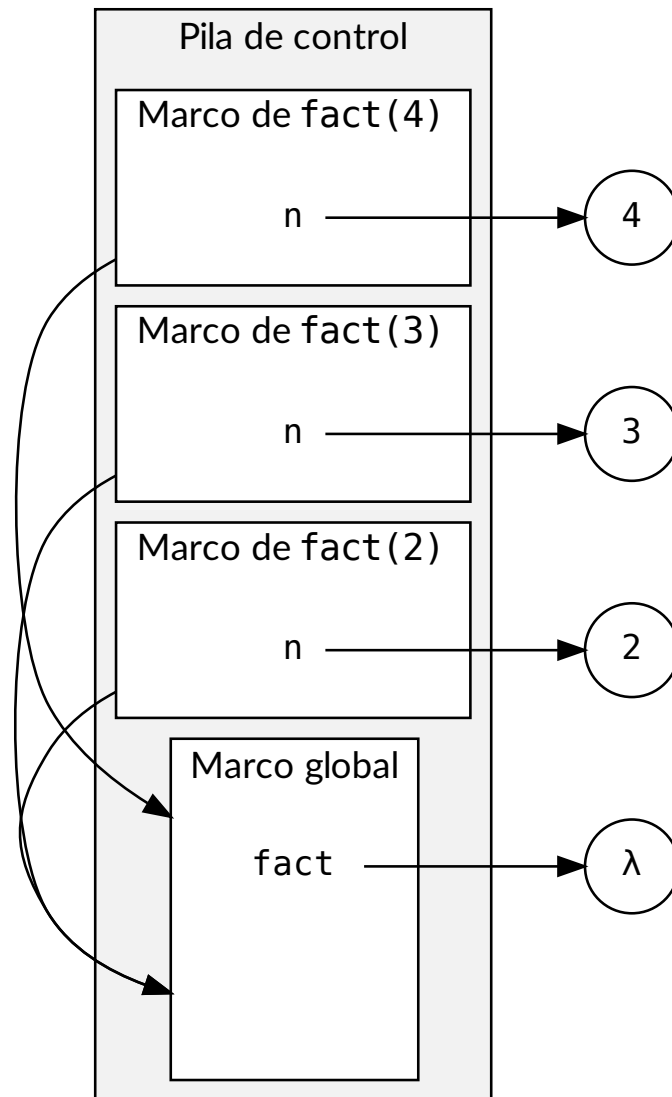 Pila de control
Marco de fact(4)
n
4
Marco de fact(3)
n
3
Marco de fact(2)
n
2
Marco global
fact
λ